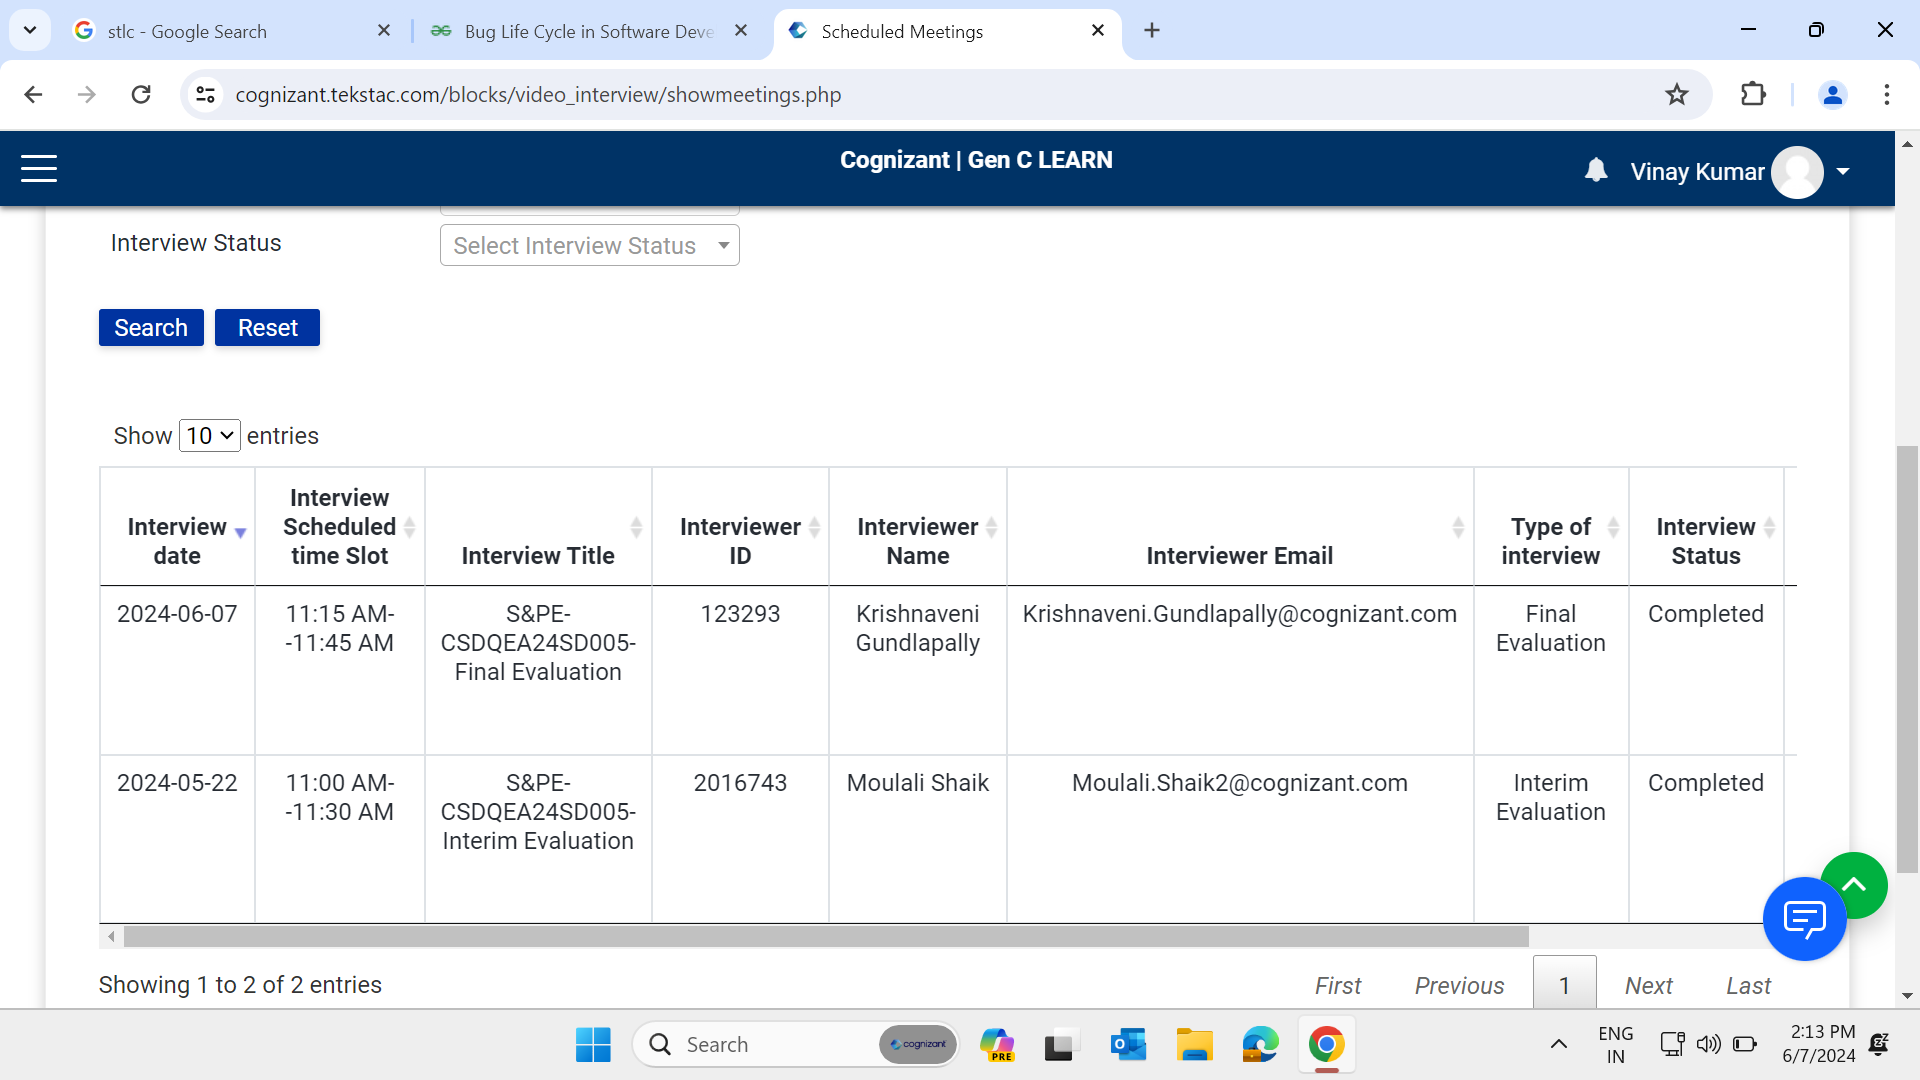 stlc - Google Search
Bug Life Cycle in Software Deve
Scheduled Meetings
cognizant.tekstac.com/blocks/video_interview/showmeetings.php
Cognizant | Gen C LEARN
Vinay Kumar
Interview Status
Select Interview Status
Search
Reset
Show 10 entries
Interview
date
Interview
Scheduled
time Slot
Interview Title
Interviewer
ID
Interviewer
Name
Interviewer Email
Type of
interview
Interview
Status
2024-06-07
11:15 AM-
-11:45 AM
S&PE-
CSDQEA24SD005-
Final Evaluation
123293
Krishnaveni
Gundlapally
Krishnaveni.Gundlapally@cognizant.com
Final
Evaluation
Completed
2024-05-22
11:00 AM-
-11:30 AM
S&PE-
CSDQEA24SD005-
Interim Evaluation
2016743
Moulali Shaik
Moulali.Shaik2@cognizant.com
Interim
Evaluation
Completed
Showing 1 to 2 of 2 entries
First
Previous
1
Next
Last
Search
cognizant
PRE
ENG
IN
2:13 PM
6/7/2024